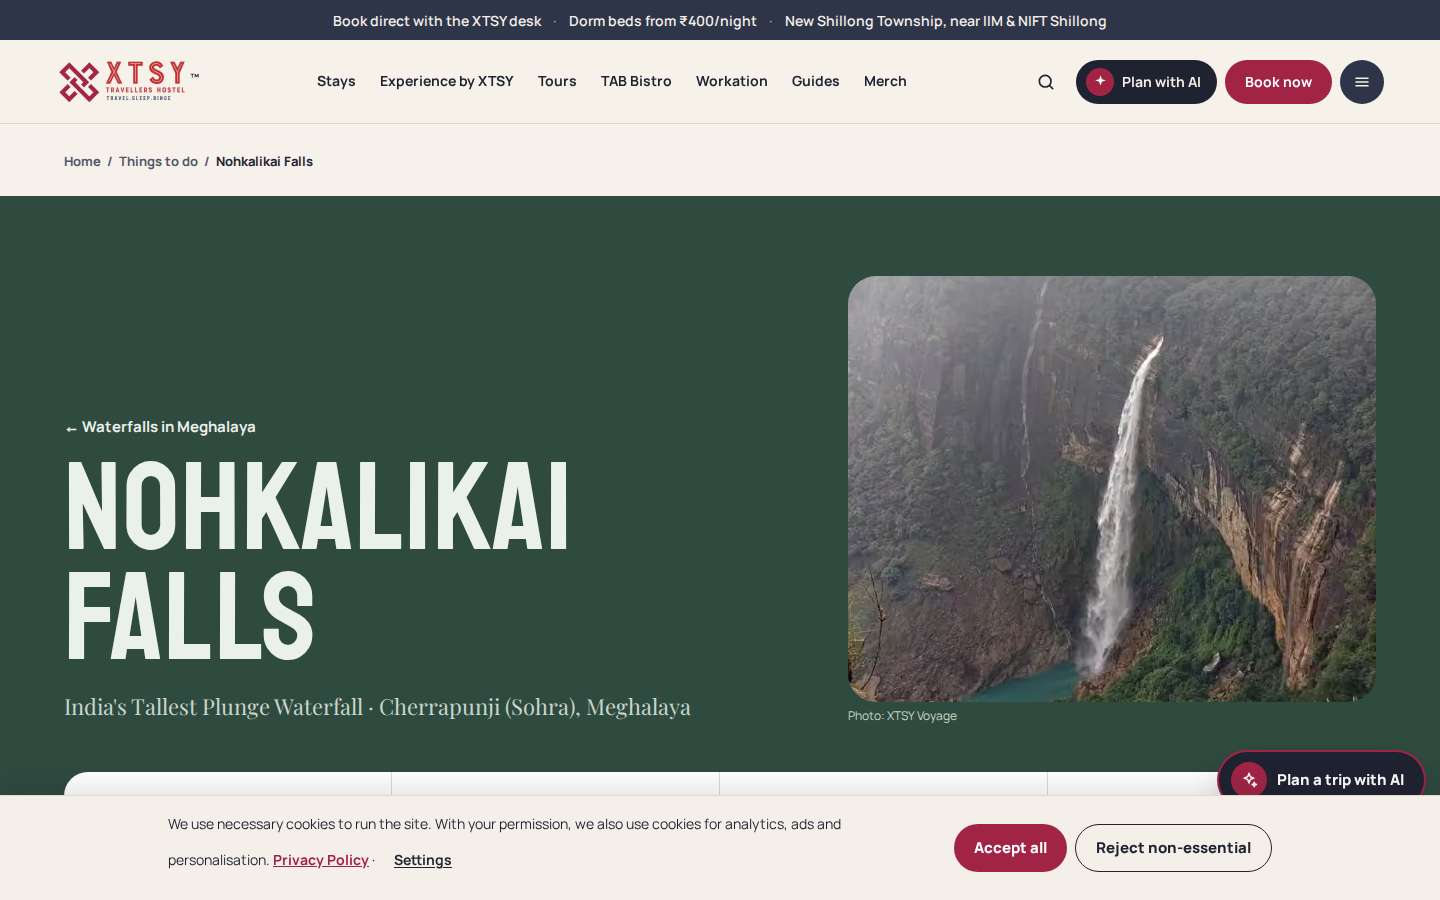 Book direct with the XTSY desk · Dorm beds from ₹400/night · New Shillong Township, near IIM & NIFT Shillong
XTSY ™
TRAVELLERS HOSTEL
TRAVEL.SLEEP.BINGE
Stays Experience by XTSY Tours TAB Bistro Workation Guides Merch
Plan with AI
Book now
Home / Things to do / Nohkalikai Falls
← Waterfalls in Meghalaya
NOHKALIKAI
FALLS
India's Tallest Plunge Waterfall · Cherrapunji (Sohra), Meghalaya
Photo: XTSY Voyage
Plan a trip with AI
We use necessary cookies to run the site. With your permission, we also use cookies for analytics, ads and
personalisation. Privacy Policy · Settings
Accept all
Reject non-essential